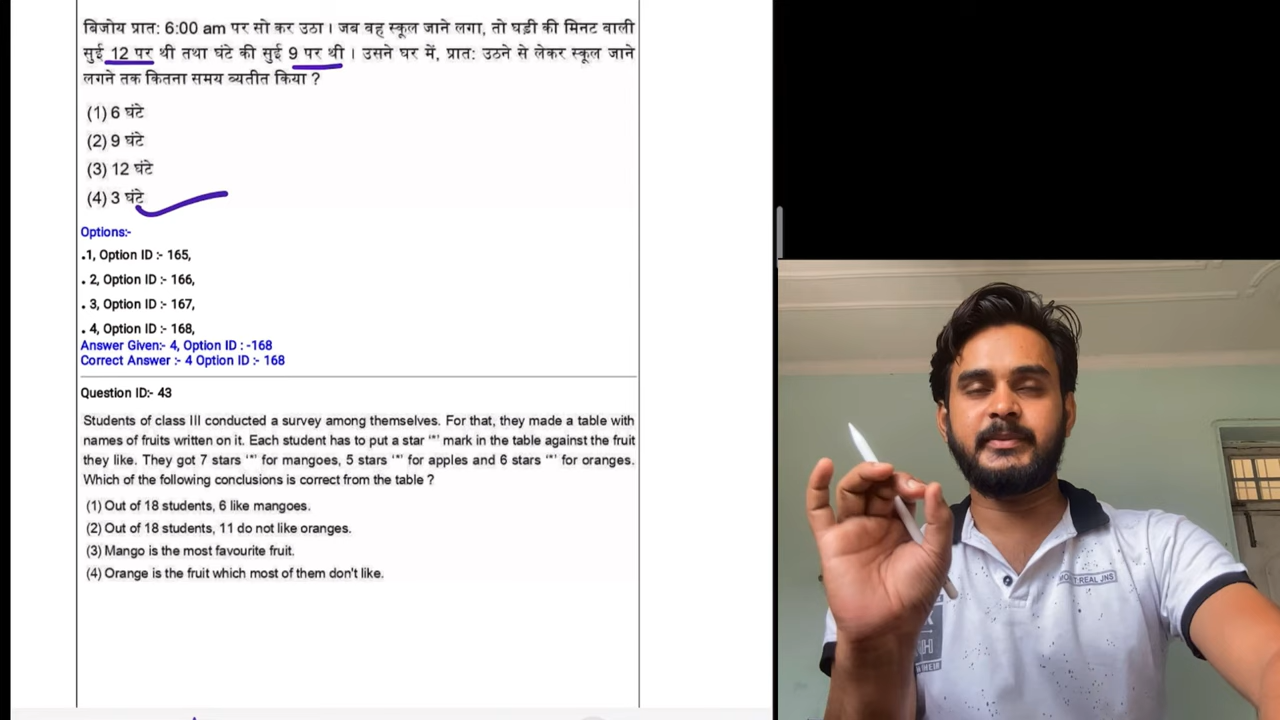 बिजोय प्रात: 6:00 am पर सो कर उठा । जब वह स्कूल जाने लगा, तो घड़ी की मिनट वाली
सुई 12 पर थी तथा घंटे की सुई 9 पर थी । उसने घर में, प्रात: उठने से लेकर स्कूल जाने
लगने तक कितना समय व्यतीत किया ?
(1) 6 घंटे
(2) 9 घंटे
(3) 12 घंटे
(4) 3 घंटे
Options:-
.1, Option ID :- 165,
. 2, Option ID :- 166,
. 3, Option ID :- 167,
. 4, Option ID :- 168,
Answer Given:- 4, Option ID : -168
Correct Answer :- 4 Option ID :- 168
Question ID:- 43
Students of class III conducted a survey among themselves. For that, they made a table with
names of fruits written on it. Each student has to put a star '*' mark in the table against the fruit
they like. They got 7 stars '*' for mangoes, 5 stars '*' for apples and 6 stars '*' for oranges.
Which of the following conclusions is correct from the table ?
(1) Out of 18 students, 6 like mangoes.
(2) Out of 18 students, 11 do not like oranges.
(3) Mango is the most favourite fruit.
(4) Orange is the fruit which most of them don't like.